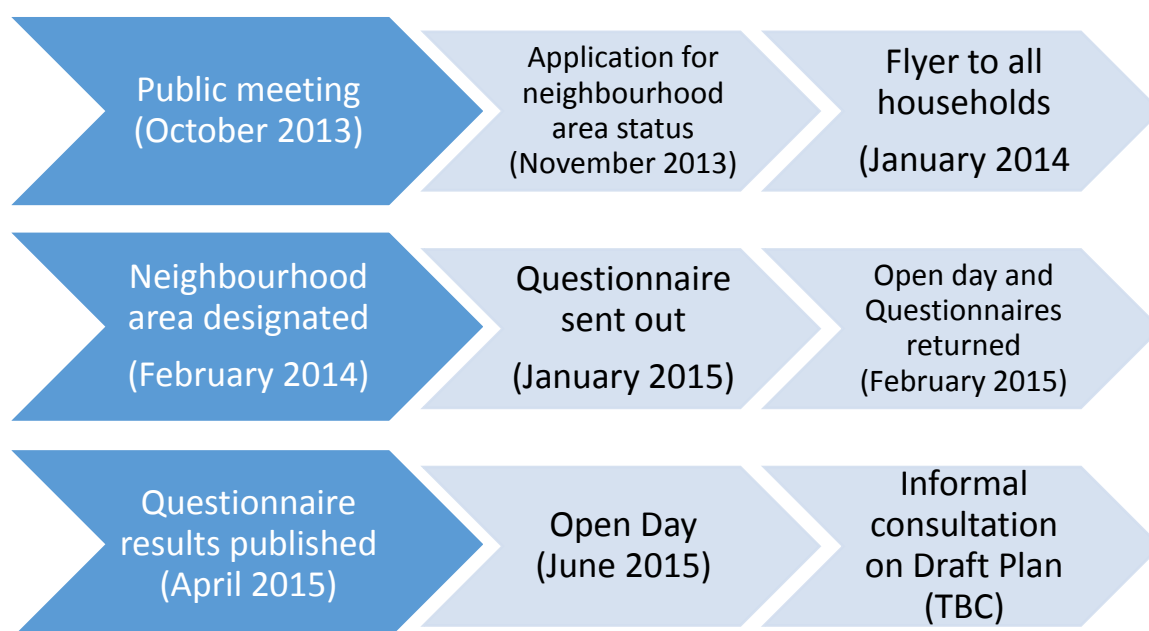 Public meeting
(October 2013)
Application for
neighbourhood
area status
(November 2013)
Flyer to all
households
(January 2014
Neighbourhood
area designated
(February 2014)
Questionnaire
sent out
(January 2015)
Open day and
Questionnaires
returned
(February 2015)
Questionnaire
results published
(April 2015)
Open Day
(June 2015)
Informal
consultation
on Draft Plan
(TBC)